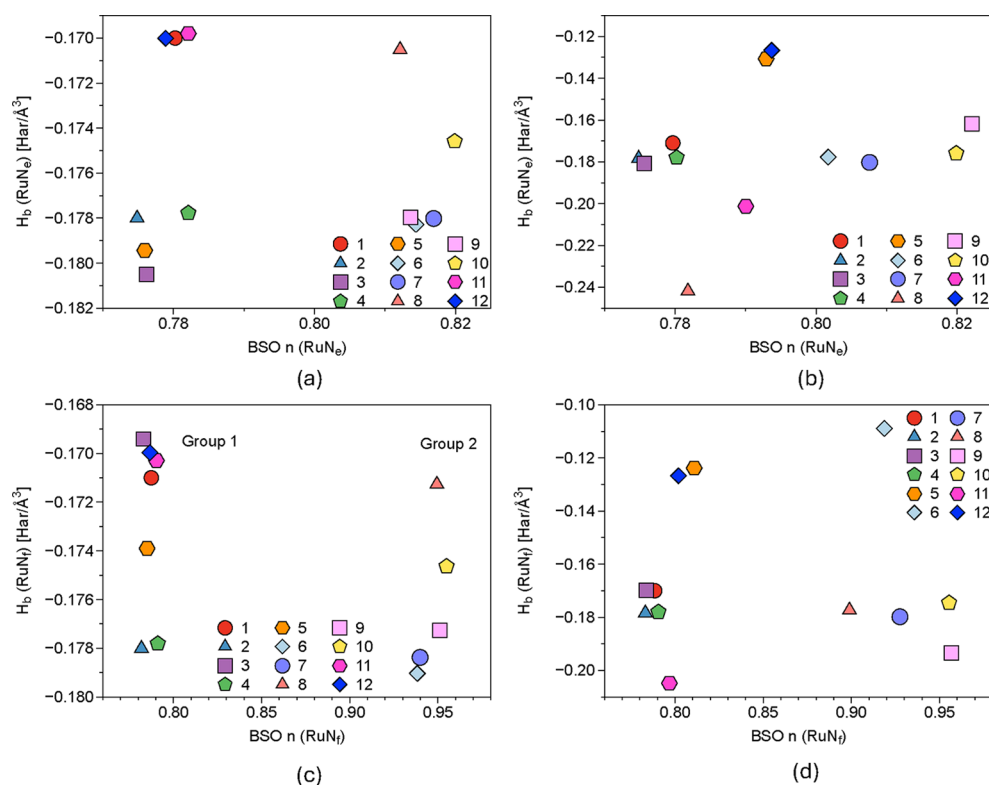 −0.170
−0.172
−0.174
−0.176
−0.178
−0.180
−0.182
H_b (RuN_e) [Har/Å³]
0.78
0.80
0.82
BSO n (RuN_e)
1 5 9
2 6 10
3 7 11
4 8 12
(a)
−0.12
−0.14
−0.16
−0.18
−0.20
−0.22
−0.24
H_b (RuN_e) [Har/Å³]
0.78
0.80
0.82
BSO n (RuN_e)
1 5 9
2 6 10
3 7 11
4 8 12
(b)
−0.168
−0.170
−0.172
−0.174
−0.176
−0.178
−0.180
H_b (RuN_f) [Har/Å³]
Group 1
Group 2
0.80
0.85
0.90
0.95
BSO n (RuN_f)
1 5 9
2 6 10
3 7 11
4 8 12
(c)
−0.10
−0.12
−0.14
−0.16
−0.18
−0.20
H_b (RuN_f) [Har/Å³]
0.80
0.85
0.90
0.95
BSO n (RuN_f)
1 7
2 8
3 9
4 10
5 11
6 12
(d)